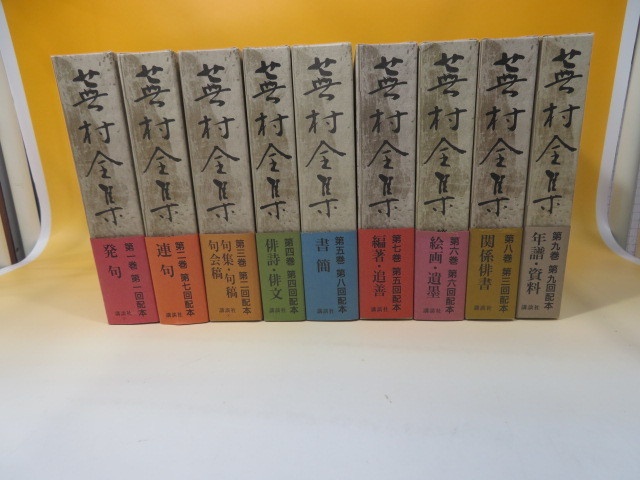 蕪村全集
第一巻 第一回配本
発句
講談社
蕪村全集
第二巻 第七回配本
連句
講談社
蕪村全集
第三巻 第二回配本
句集・句稿
句会稿
講談社
蕪村全集
第四巻 第四回配本
俳詩・俳文
講談社
蕪村全集
第五巻 第八回配本
書簡
講談社
蕪村全集
第七巻 第五回配本
編著・追善
講談社
蕪村全集
第六巻 第六回配本
絵画・遺墨
講談社
蕪村全集
第八巻 第三回配本
関係俳書
講談社
蕪村全集
第九巻 第九回配本
年譜・資料
講談社